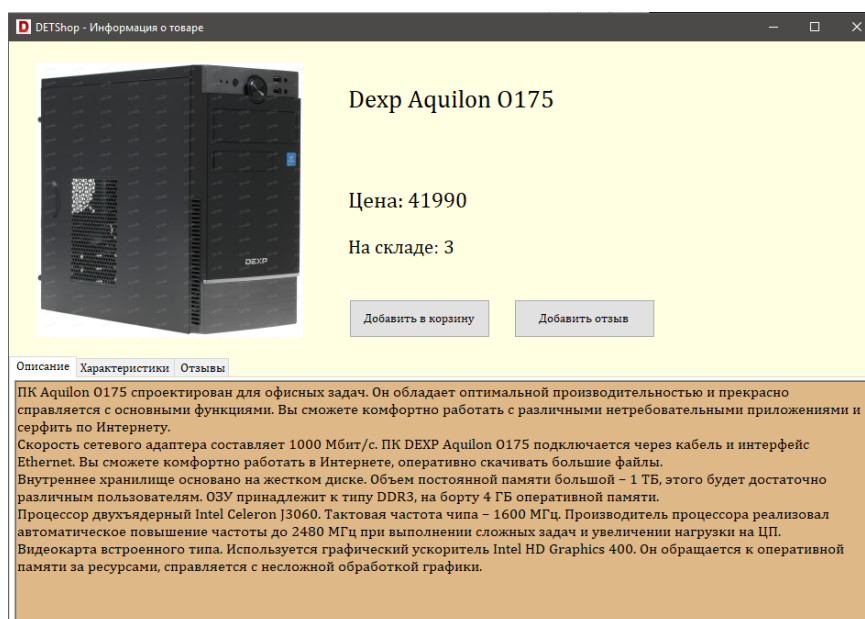 DETShop - Информация о товаре
Dexp Aquilon O175
Цена: 41990
На складе: 3
DEXP
Добавить в корзину
Добавить отзыв
Описание
Характеристики
Отзывы
ПК Aquilon O175 спроектирован для офисных задач. Он обладает оптимальной производительностью и прекрасно
справляется с основными функциями. Вы сможете комфортно работать с различными нетребовательными приложениями и
серфить по Интернету.
Скорость сетевого адаптера составляет 1000 Мбит/с. ПК DEXP Aquilon O175 подключается через кабель и интерфейс
Ethernet. Вы сможете комфортно работать в Интернете, оперативно скачивать большие файлы.
Внутреннее хранилище основано на жестком диске. Объем постоянной памяти большой – 1 ТБ, этого будет достаточно
различным пользователям. ОЗУ принадлежит к типу DDR3, на борту 4 ГБ оперативной памяти.
Процессор двухъядерный Intel Celeron J3060. Тактовая частота чипа – 1600 МГц. Производитель процессора реализовал
автоматическое повышение частоты до 2480 МГц при выполнении сложных задач и увеличении нагрузки на ЦП.
Видеокарта встроенного типа. Используется графический ускоритель Intel HD Graphics 400. Он обращается к оперативной
памяти за ресурсами, справляется с несложной обработкой графики.